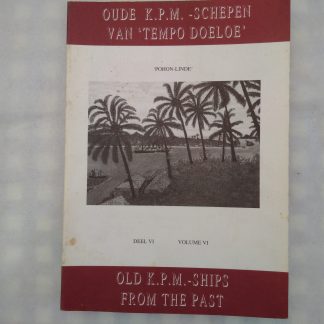 OUDE K.P.M. -SCHEPEN
VAN 'TEMPO DOELOE'
'POHON-LINDE'
DEEL VI VOLUME VI
OLD K.P.M.-SHIPS
FROM THE PAST